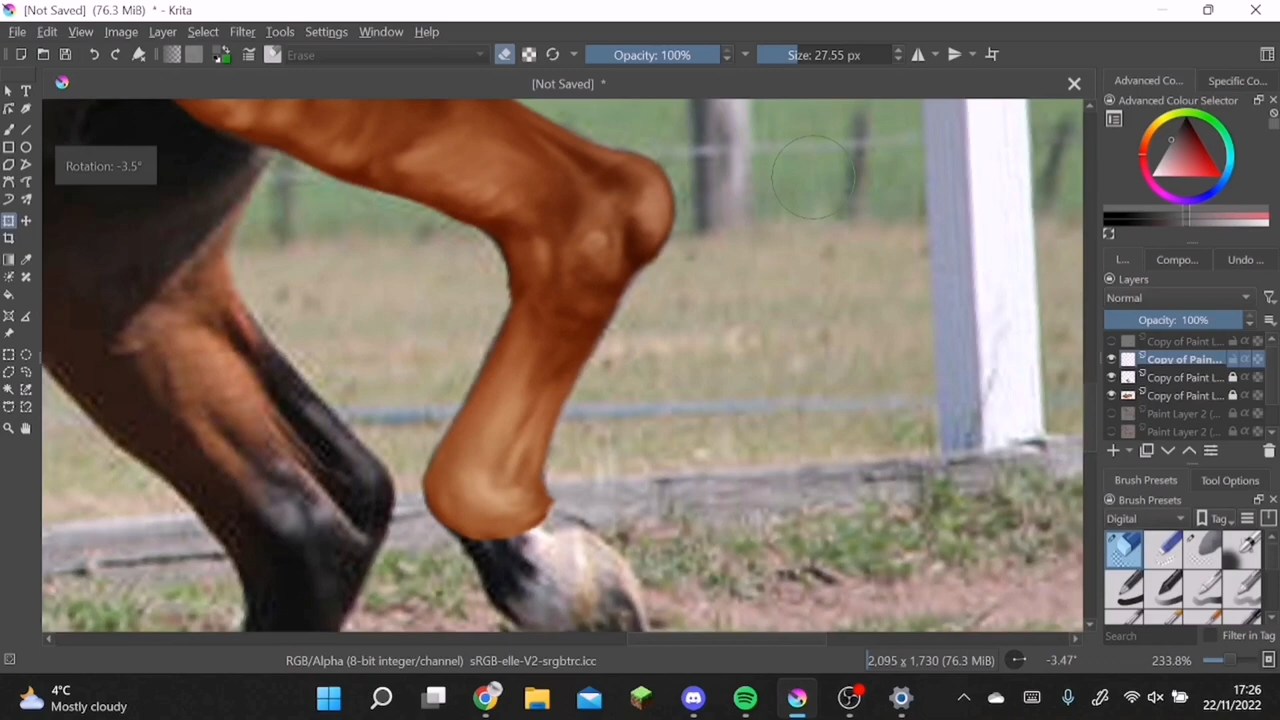 [Not Saved]  (76.3 MiB)  * - Krita
File Edit View Image Layer Select Filter Tools Settings Window Help
Erase Opacity: 100% Size: 27.55 px
[Not Saved]  *
Advanced Co... Specific Co...
Advanced Colour Selector
Rotation: -3.5°
L... Compo... Undo ...
Layers
Normal
Opacity: 100%
Copy of Paint L...
Copy of Pain...
Copy of Paint L...
Copy of Paint L...
Paint Layer 2 (...
Paint Layer 2 (...
Brush Presets Tool Options
Brush Presets
Digital Tag
Search Filter in Tag
RGB/Alpha (8-bit integer/channel)  sRGB-elle-V2-srgbtrc.icc 2,095 x 1,730 (76.3 MiB) -3.47° 233.8%
4°C
Mostly cloudy
17:26
22/11/2022